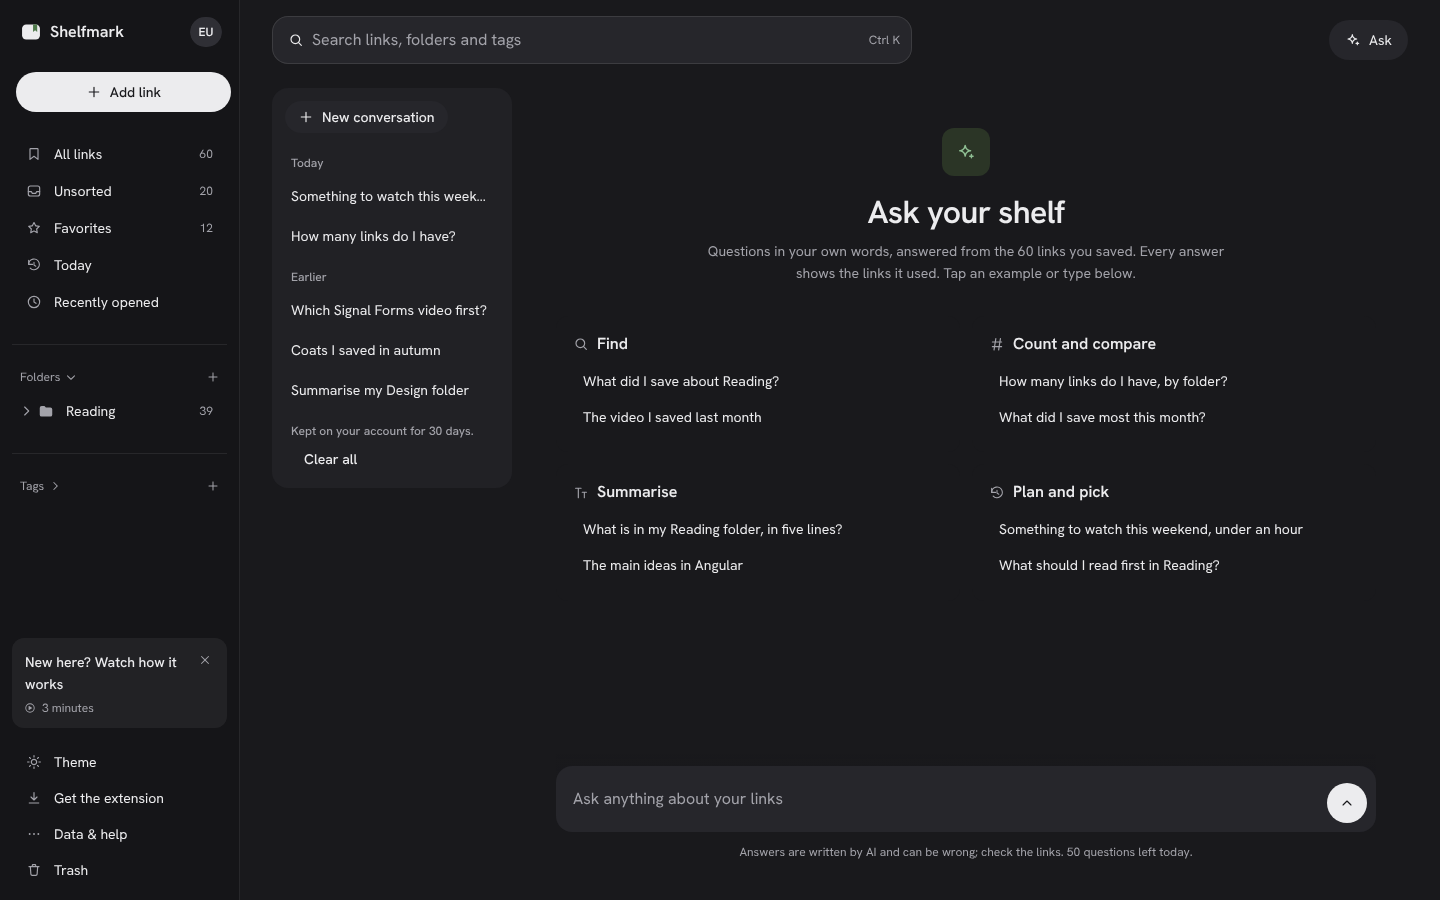 Shelfmark
EU
Add link
All links 60
Unsorted 20
Favorites 12
Today
Recently opened
Folders
Reading 39
Tags
New here? Watch how it
works
3 minutes
Theme
Get the extension
Data & help
Trash
Search links, folders and tags Ctrl K
Ask
New conversation
Today
Something to watch this week...
How many links do I have?
Earlier
Which Signal Forms video first?
Coats I saved in autumn
Summarise my Design folder
Kept on your account for 30 days.
Clear all
Ask your shelf
Questions in your own words, answered from the 60 links you saved. Every answer
shows the links it used. Tap an example or type below.
Find
What did I save about Reading?
The video I saved last month
# Count and compare
How many links do I have, by folder?
What did I save most this month?
Tт Summarise
What is in my Reading folder, in five lines?
The main ideas in Angular
Plan and pick
Something to watch this weekend, under an hour
What should I read first in Reading?
Ask anything about your links
Answers are written by AI and can be wrong; check the links. 50 questions left today.